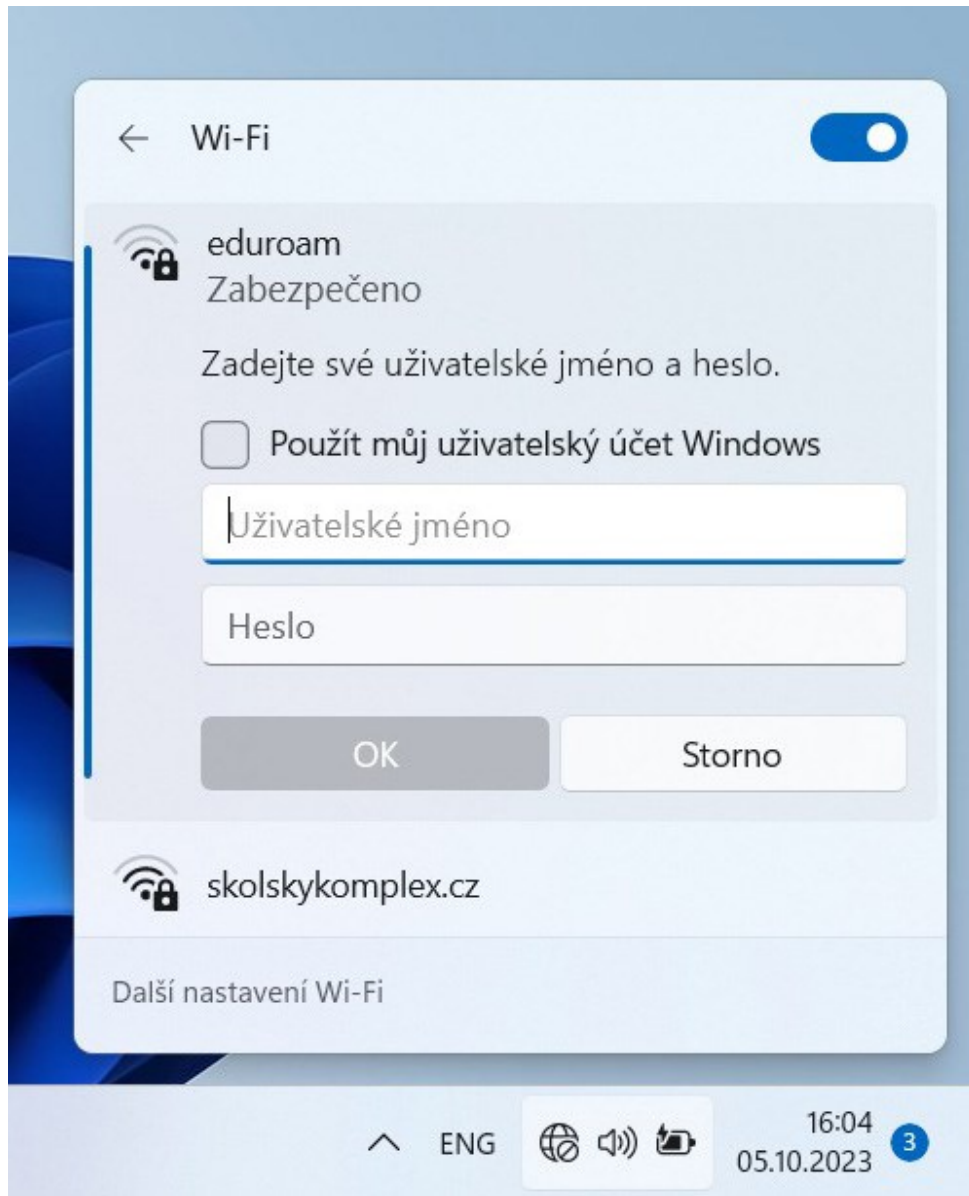 Wi-Fi
eduroam
Zabezpečeno
Zadejte své uživatelské jméno a heslo.
Použít můj uživatelský účet Windows
Uživatelské jméno
Heslo
OK
Storno
skolskykomplex.cz
Další nastavení Wi-Fi
ENG
16:04
05.10.2023
3